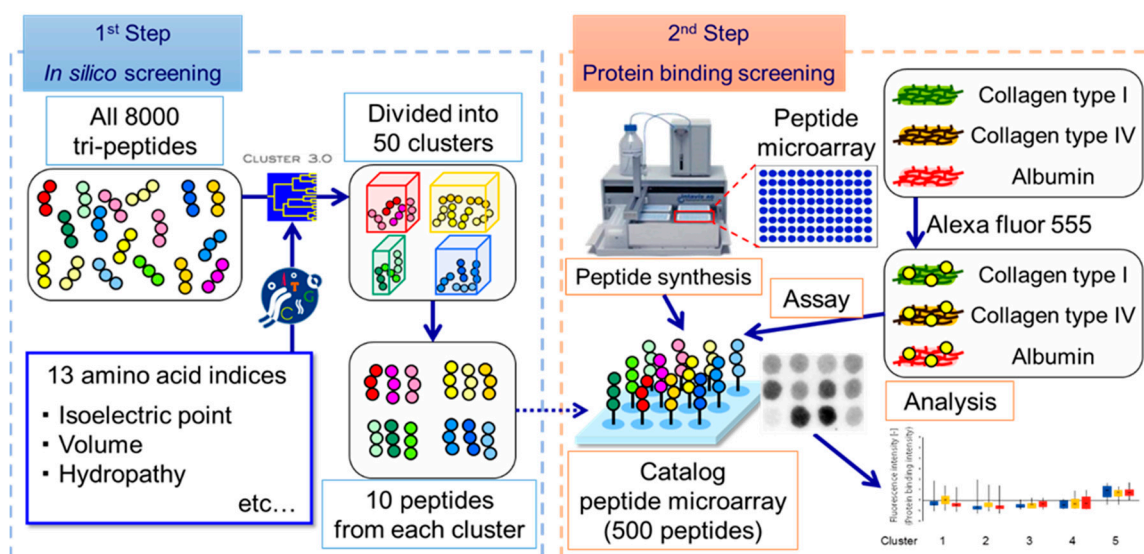 1st Step
In silico screening
All 8000
tri-peptides
CLUSTER 3.0
Divided into
50 clusters
13 amino acid indices
▪ Isoelectric point
▪ Volume
▪ Hydropathy
etc…
10 peptides
from each cluster
2nd Step
Protein binding screening
Peptide
microarray
Peptide synthesis
Collagen type I
Collagen type IV
Albumin
Alexa fluor 555
Collagen type I
Collagen type IV
Albumin
Assay
Catalog
peptide microarray
(500 peptides)
Analysis
Fluorescence intensity [-]
(Protein binding intensity)
Cluster 1 2 3 4 5